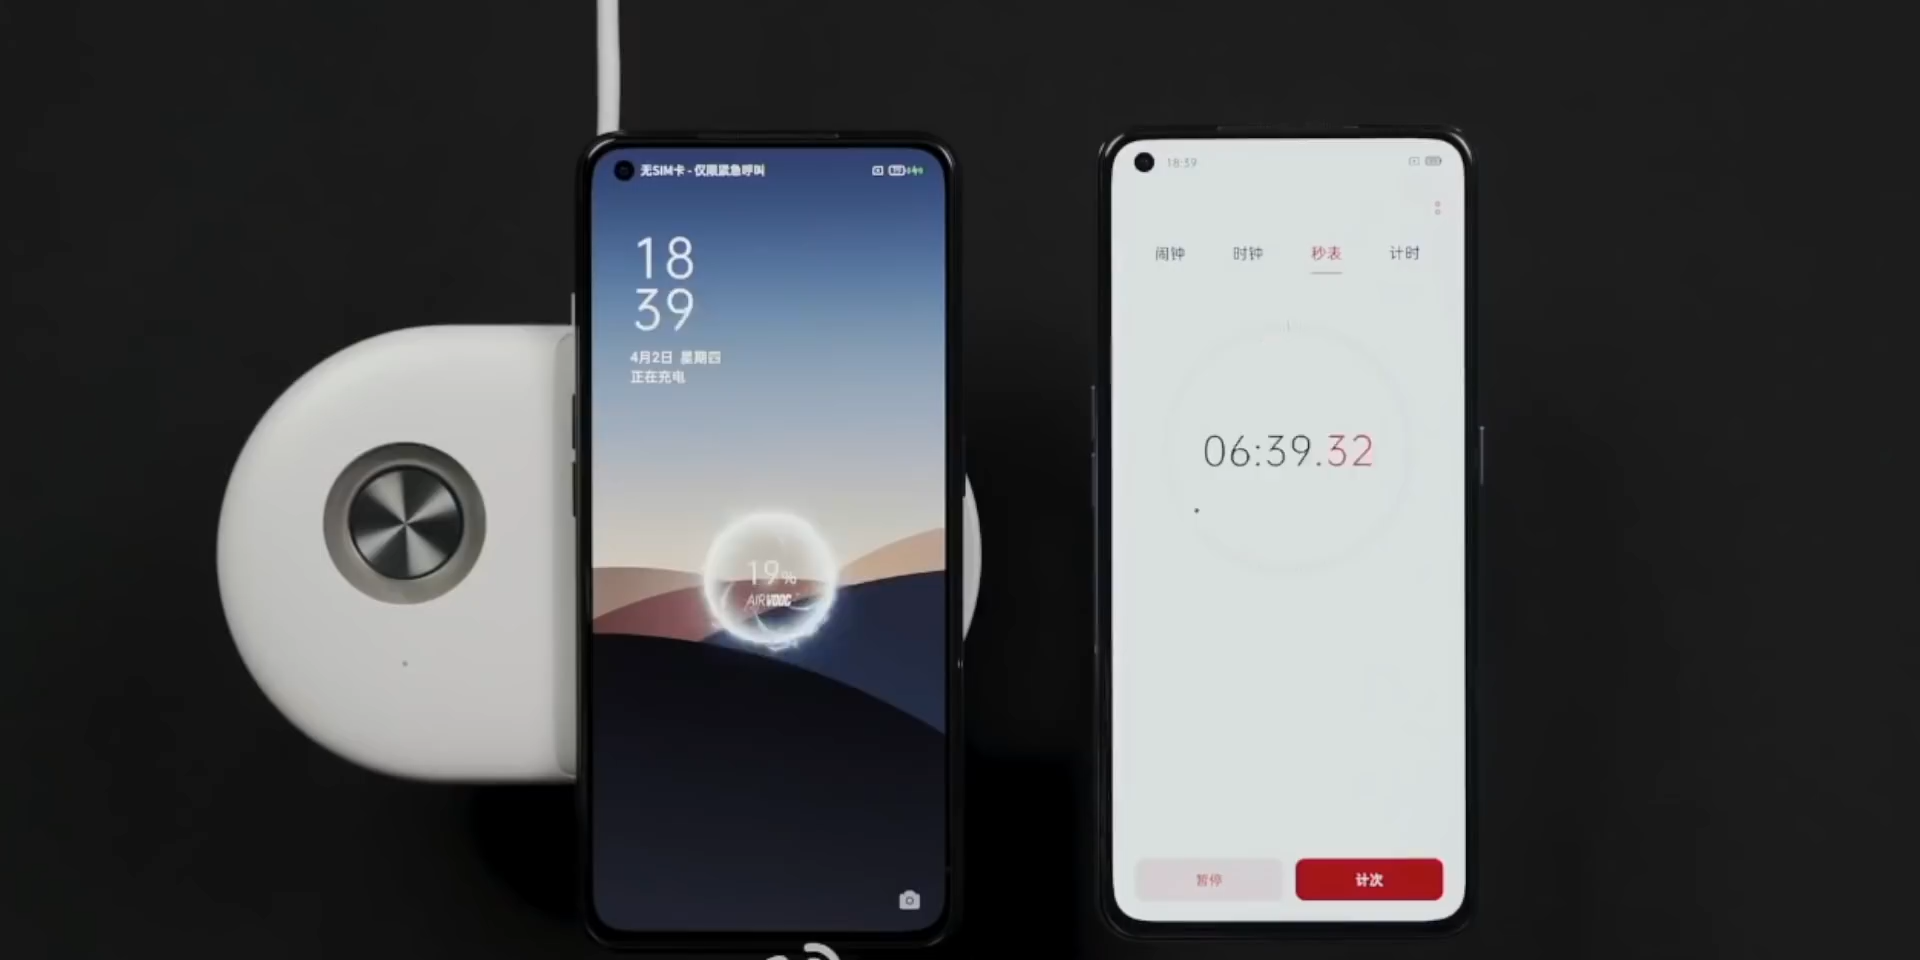 无SIM卡 - 仅限紧急呼叫
18
39
4月2日 星期四
正在充电
19%
AIRVOOC
18:39
闹钟 时钟 秒表 计时
06:39.32
暂停 计次